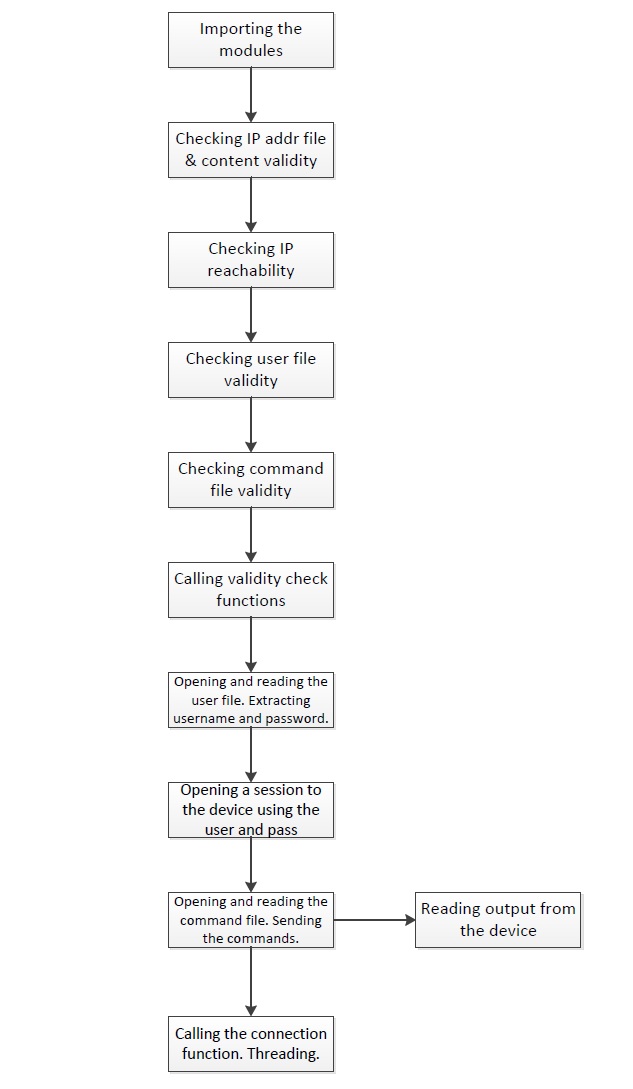 Importing the
modules
Checking IP addr file
& content validity
Checking IP
reachability
Checking user file
validity
Checking command
file validity
Calling validity check
functions
Opening and reading the
user file. Extracting
username and password.
Opening a session to
the device using the
user and pass
Opening and reading the
command file. Sending
the commands.
Reading output from
the device
Calling the connection
function. Threading.